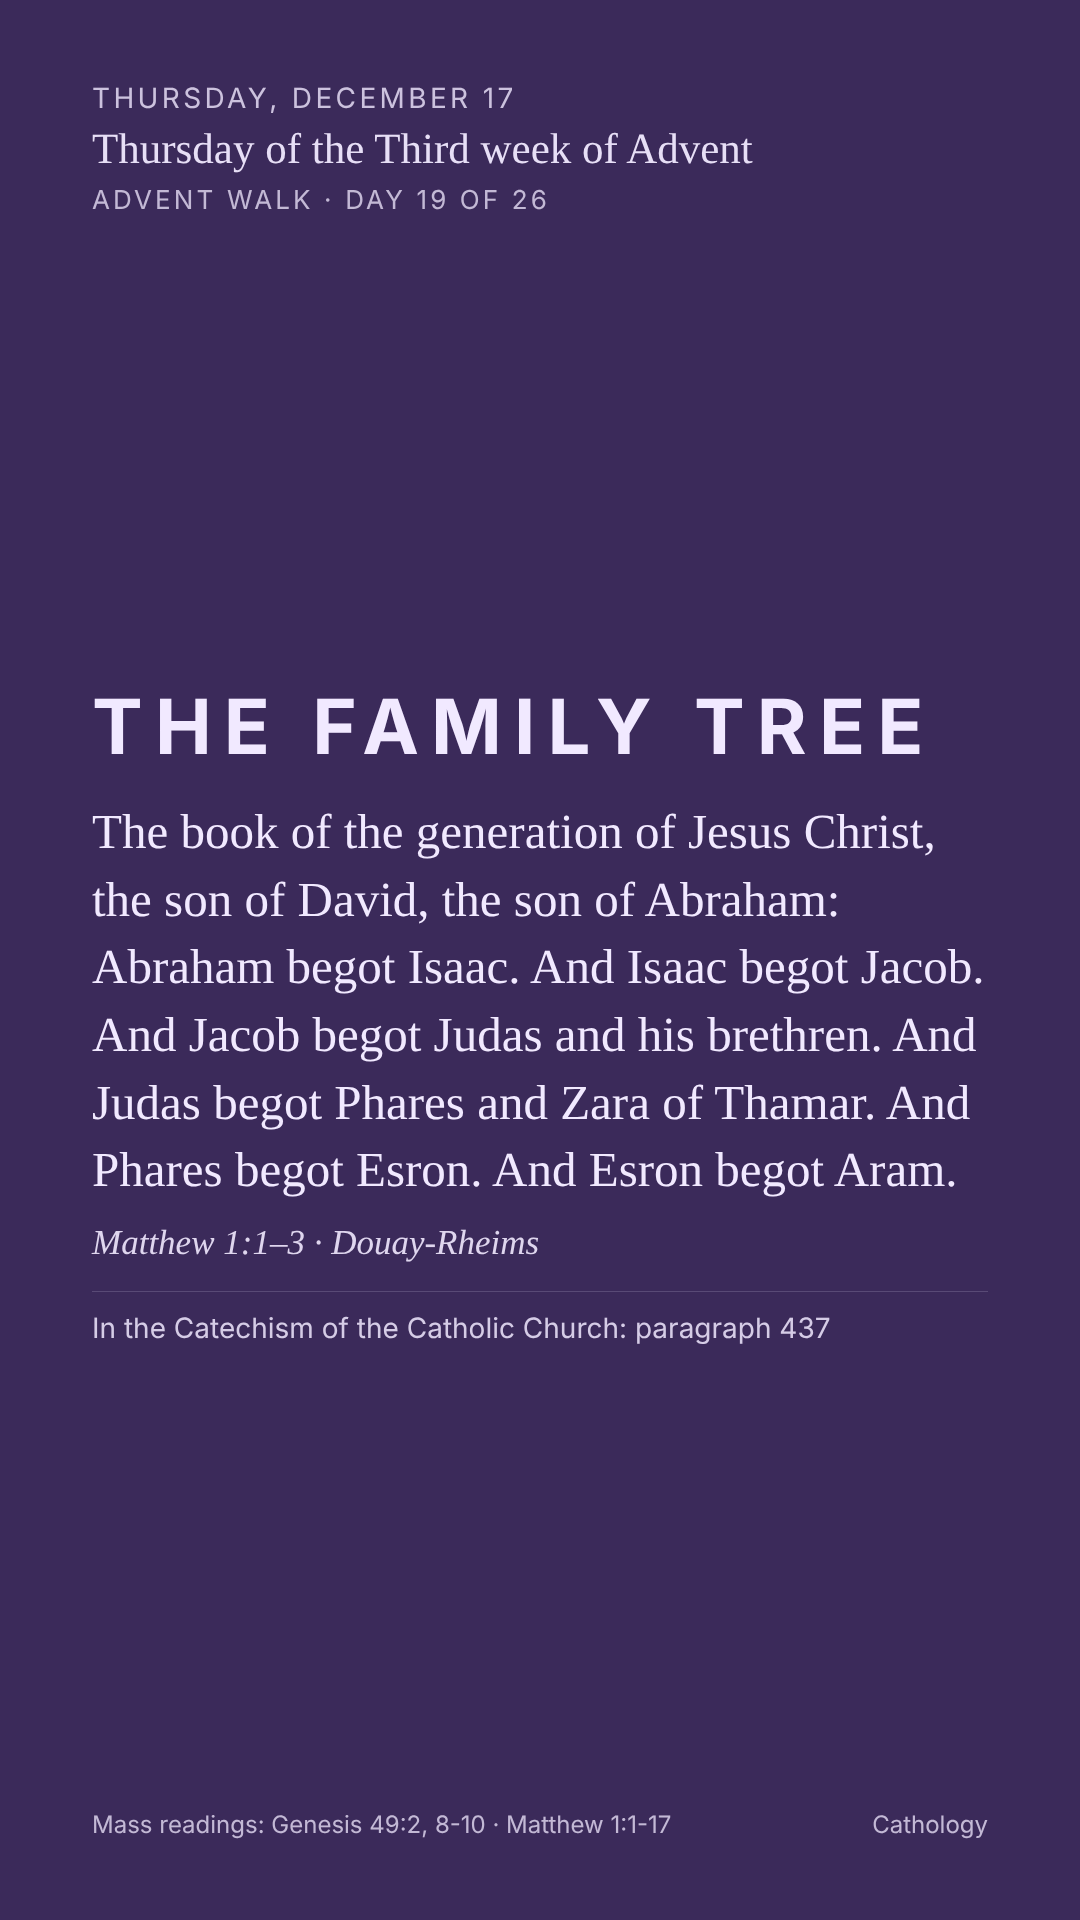 THURSDAY, DECEMBER 17
Thursday of the Third week of Advent
ADVENT WALK · DAY 19 OF 26
THE FAMILY TREE
The book of the generation of Jesus Christ,
the son of David, the son of Abraham:
Abraham begot Isaac. And Isaac begot Jacob.
And Jacob begot Judas and his brethren. And
Judas begot Phares and Zara of Thamar. And
Phares begot Esron. And Esron begot Aram.
Matthew 1:1–3 · Douay-Rheims
In the Catechism of the Catholic Church: paragraph 437
Mass readings: Genesis 49:2, 8-10 · Matthew 1:1-17
Cathology